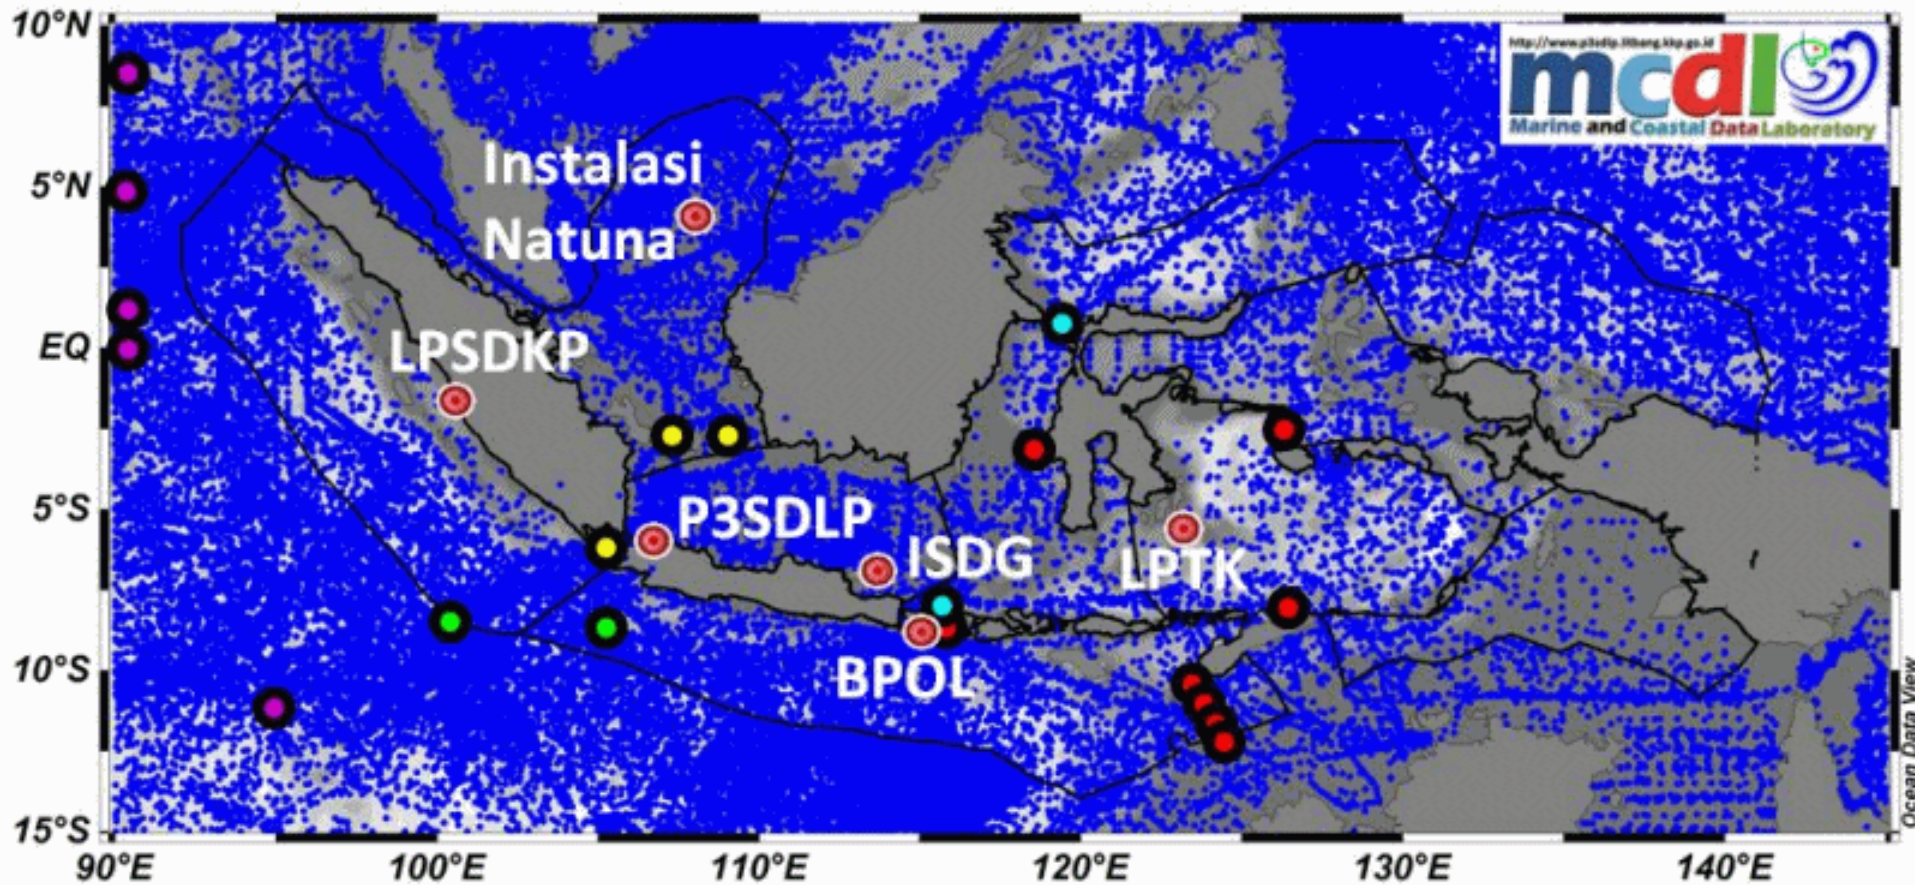 10°N
5°N
EQ
5°S
10°S
15°S
90°E
100°E
110°E
120°E
130°E
140°E
Instalasi
Natuna
LPSDKP
P3SDLP
ISDG
LPTK
BPOL
http://www.p3sdlp.litbang.kkp.go.id
mcdl
Marine and Coastal Data Laboratory
Ocean Data View